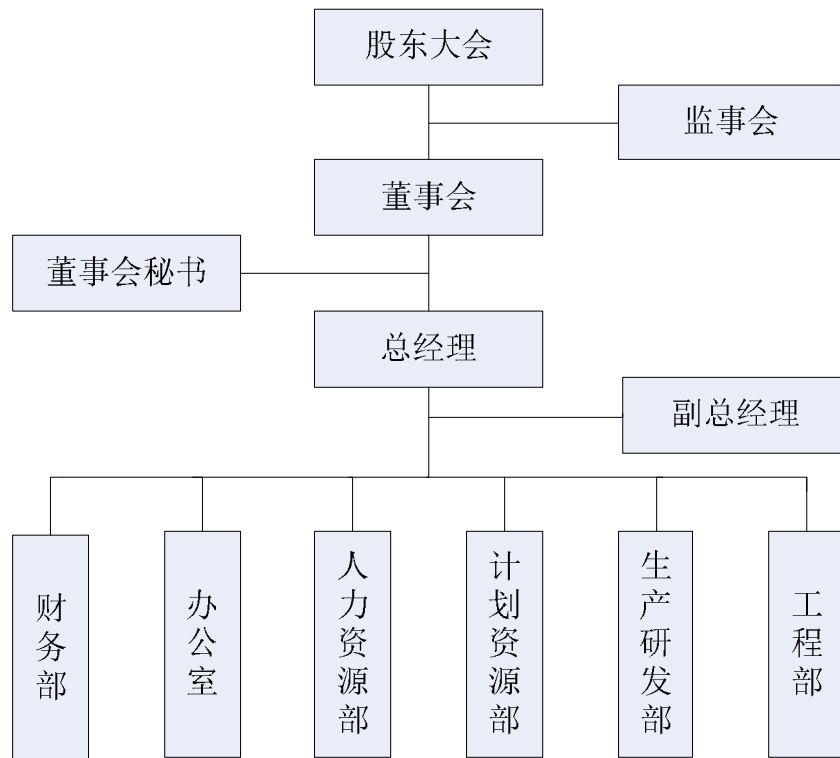 股东大会
监事会
董事会
董事会秘书
总经理
副总经理
财务部
办公室
人力资源部
计划资源部
生产研发部
工程部